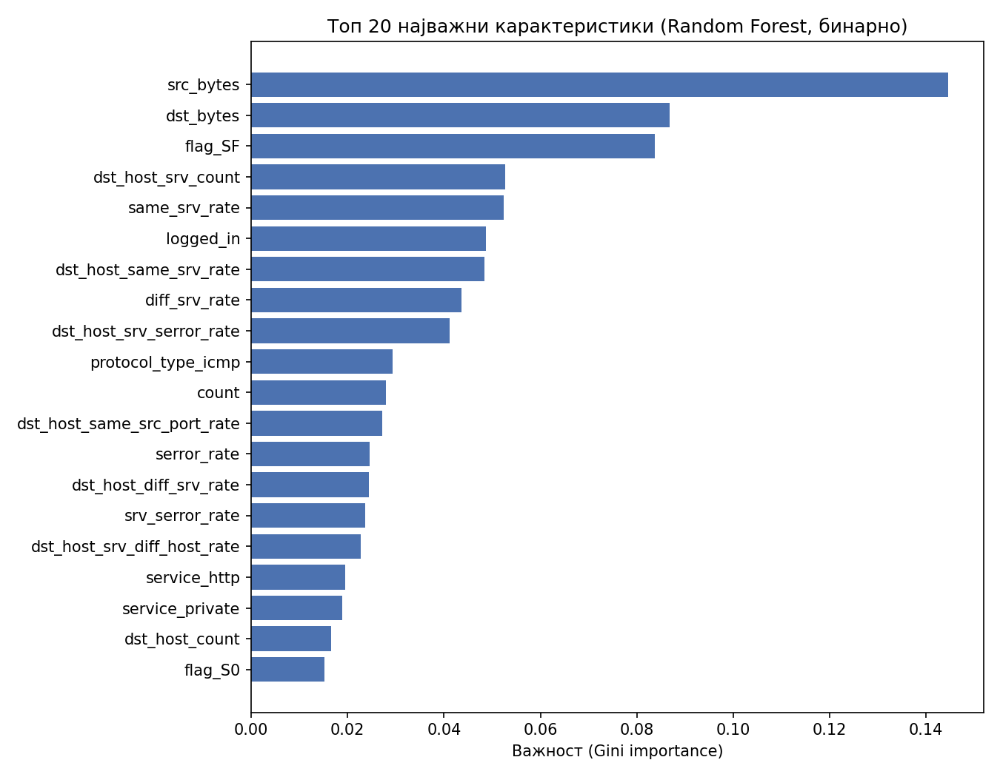 Топ 20 најважни карактеристики (Random Forest, бинарно)
src_bytes
dst_bytes
flag_SF
dst_host_srv_count
same_srv_rate
logged_in
dst_host_same_srv_rate
diff_srv_rate
dst_host_srv_serror_rate
protocol_type_icmp
count
dst_host_same_src_port_rate
serror_rate
dst_host_diff_srv_rate
srv_serror_rate
dst_host_srv_diff_host_rate
service_http
service_private
dst_host_count
flag_S0
0.00 0.02 0.04 0.06 0.08 0.10 0.12 0.14
Важност (Gini importance)